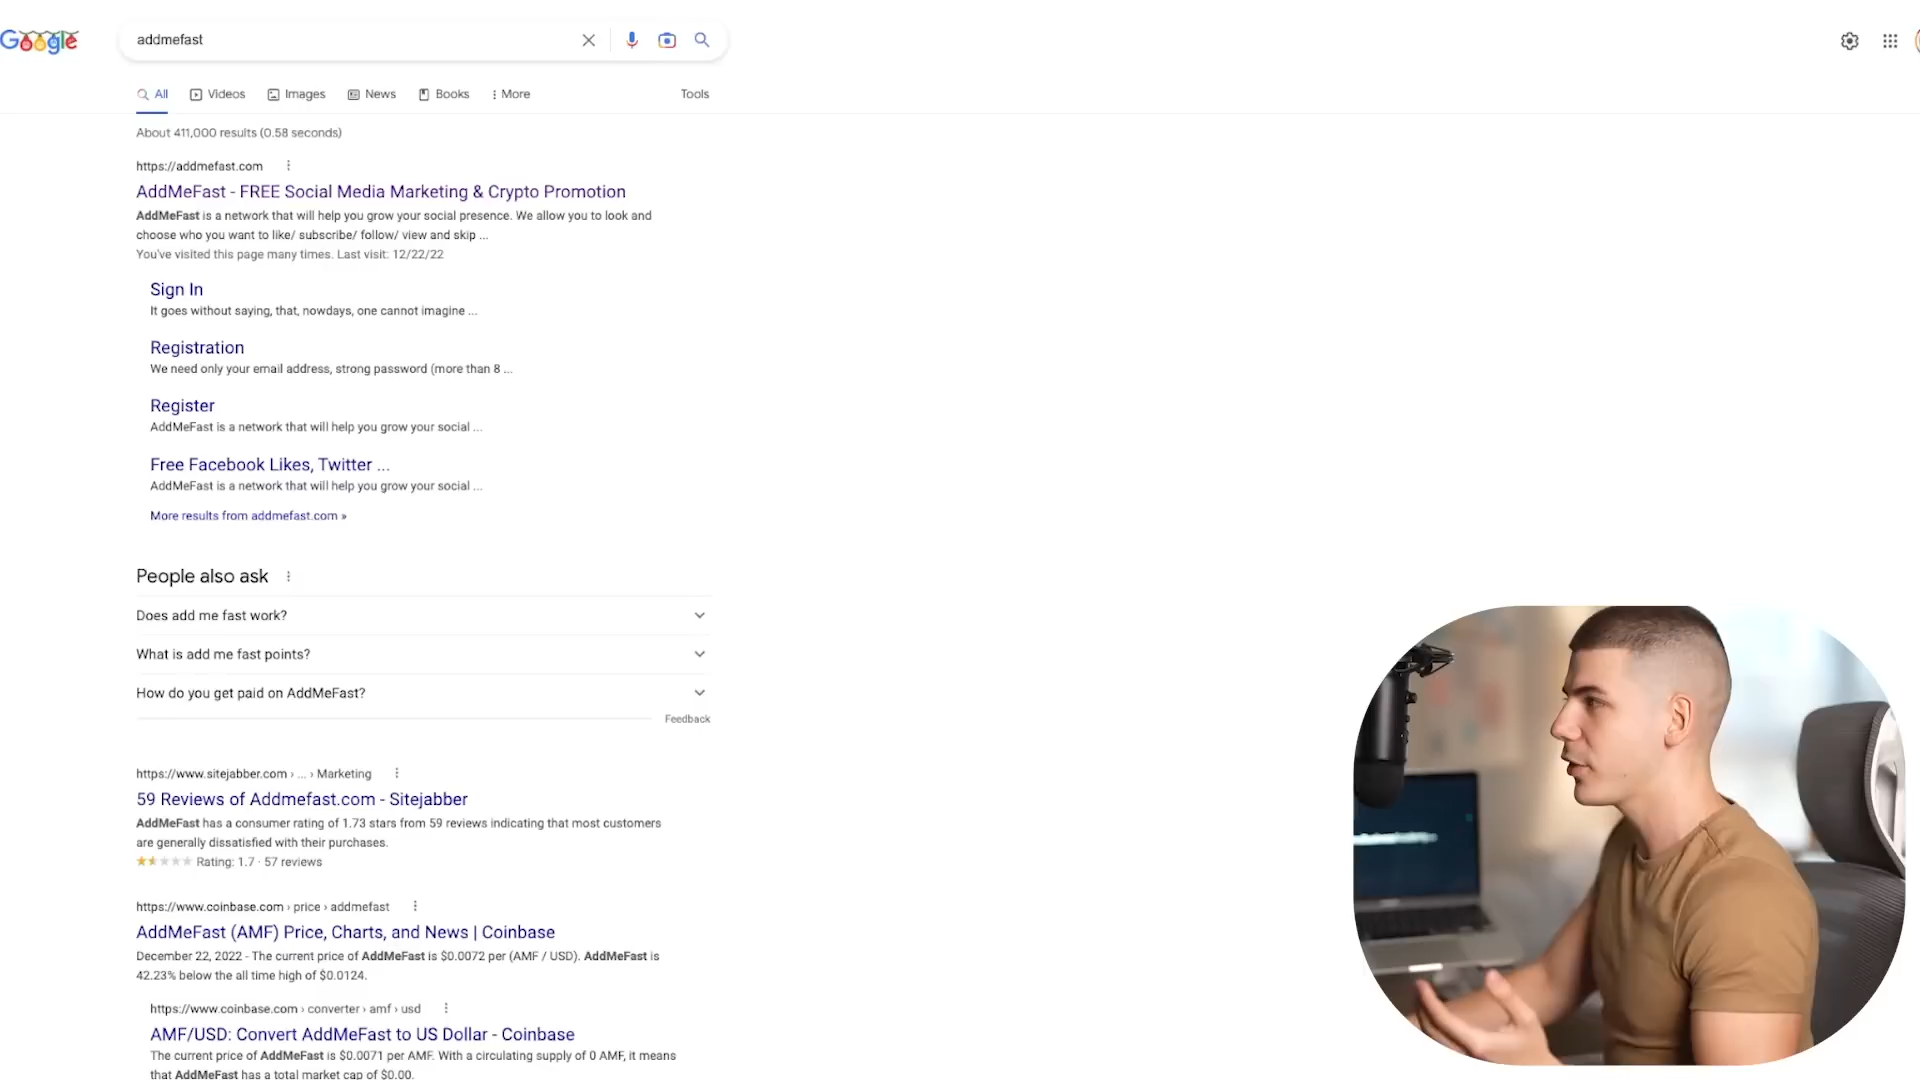 Google
addmefast
All
Videos
Images
News
Books
More
Tools
About 411,000 results (0.58 seconds)
https://addmefast.com
AddMeFast - FREE Social Media Marketing & Crypto Promotion
AddMeFast is a network that will help you grow your social presence. We allow you to look and
choose who you want to like/ subscribe/ follow/ view and skip ...
You've visited this page many times. Last visit: 12/22/22
Sign In
It goes without saying, that, nowdays, one cannot imagine ...
Registration
We need only your email address, strong password (more than 8 ...
Register
AddMeFast is a network that will help you grow your social ...
Free Facebook Likes, Twitter ...
AddMeFast is a network that will help you grow your social ...
More results from addmefast.com »
People also ask
Does add me fast work?
What is add me fast points?
How do you get paid on AddMeFast?
Feedback
https://www.sitejabber.com › ... › Marketing
59 Reviews of Addmefast.com - Sitejabber
AddMeFast has a consumer rating of 1.73 stars from 59 reviews indicating that most customers
are generally dissatisfied with their purchases.
Rating: 1.7 · 57 reviews
https://www.coinbase.com › price › addmefast
AddMeFast (AMF) Price, Charts, and News | Coinbase
December 22, 2022 - The current price of AddMeFast is $0.0072 per (AMF / USD). AddMeFast is
42.23% below the all time high of $0.0124.
https://www.coinbase.com › converter › amf › usd
AMF/USD: Convert AddMeFast to US Dollar - Coinbase
The current price of AddMeFast is $0.0071 per AMF. With a circulating supply of 0 AMF, it means
that AddMeFast has a total market cap of $0.00.